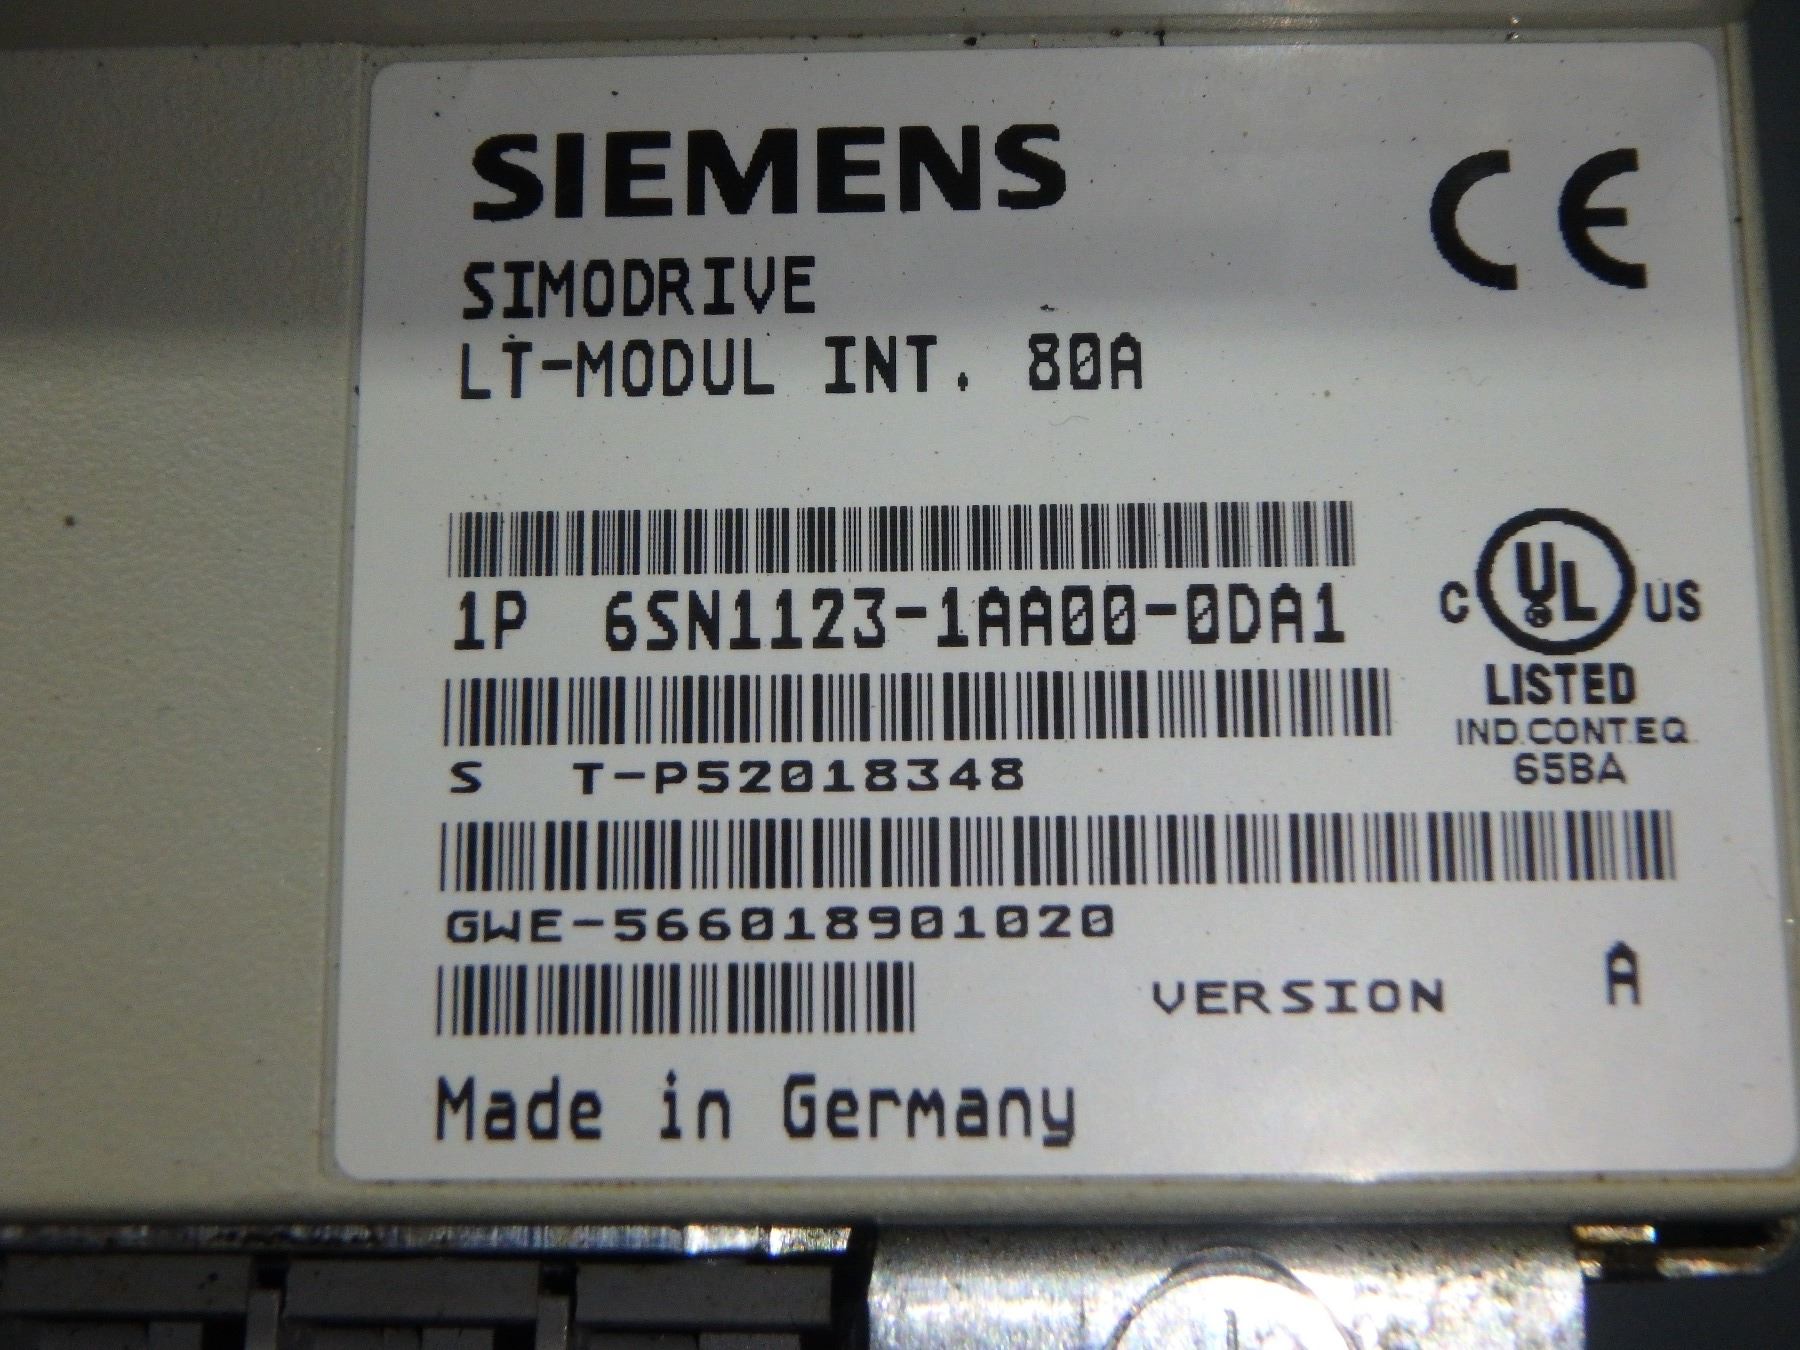 SIEMENS
CE
SIMODRIVE
LT-MODUL INT. 80A
1P 6SN1123-1AA00-0DA1
C UL US
LISTED
IND.CONT.EQ.
65BA
S T-P52018348
GWE-566018901020
VERSION A
Made in Germany